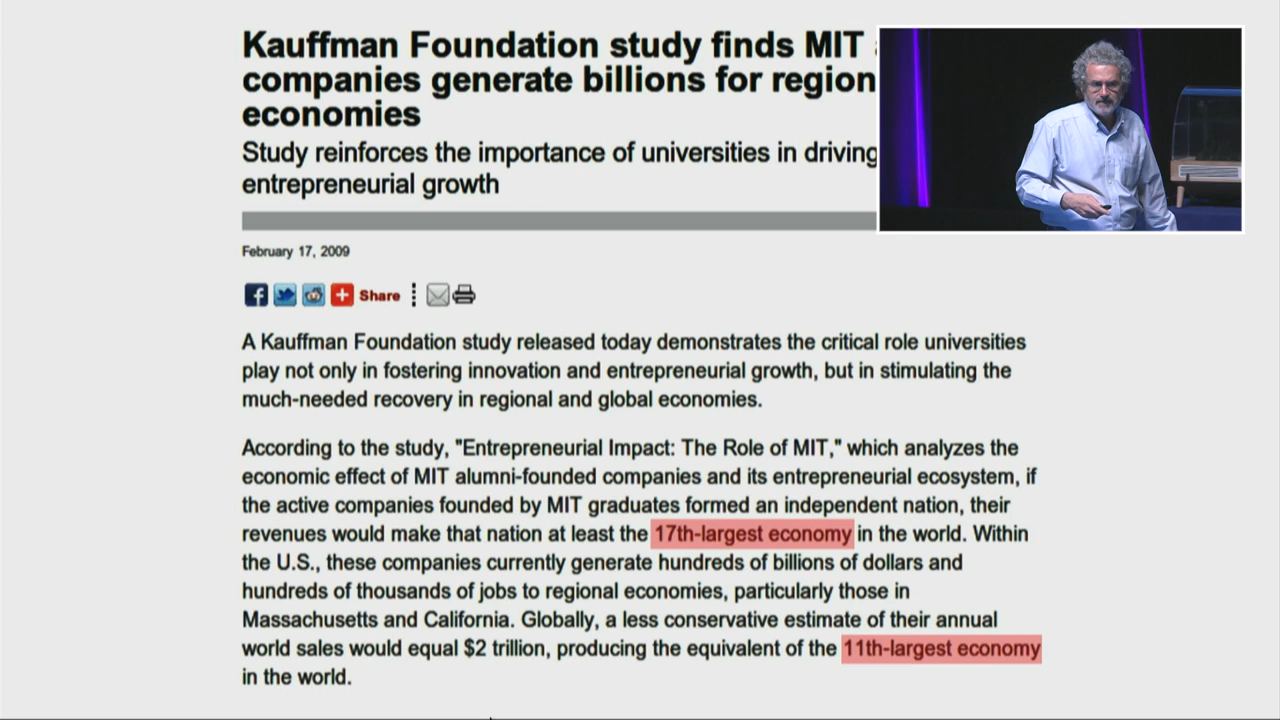 Kauffman Foundation study finds MIT
companies generate billions for region
economies
Study reinforces the importance of universities in driving
entrepreneurial growth
February 17, 2009
Share
A Kauffman Foundation study released today demonstrates the critical role universities
play not only in fostering innovation and entrepreneurial growth, but in stimulating the
much-needed recovery in regional and global economies.
According to the study, "Entrepreneurial Impact: The Role of MIT," which analyzes the
economic effect of MIT alumni-founded companies and its entrepreneurial ecosystem, if
the active companies founded by MIT graduates formed an independent nation, their
revenues would make that nation at least the 17th-largest economy in the world. Within
the U.S., these companies currently generate hundreds of billions of dollars and
hundreds of thousands of jobs to regional economies, particularly those in
Massachusetts and California. Globally, a less conservative estimate of their annual
world sales would equal $2 trillion, producing the equivalent of the 11th-largest economy
in the world.